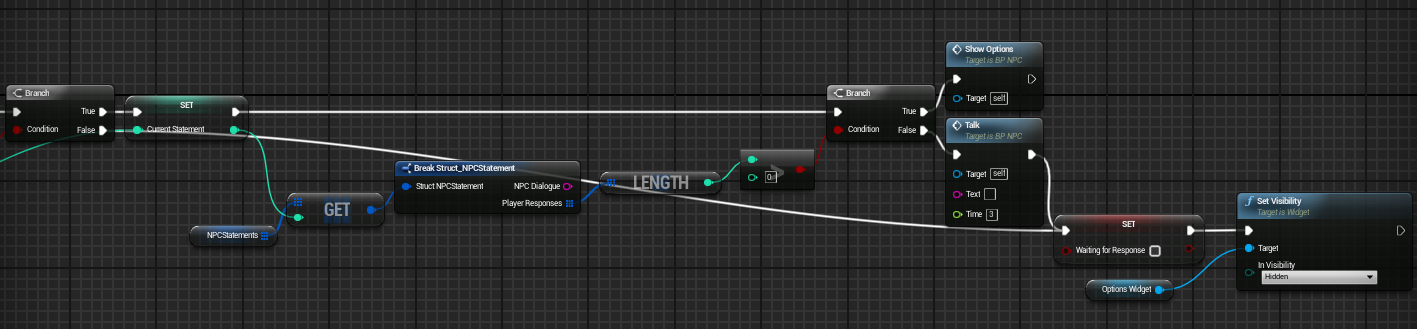 Show Options
Target is BP NPC
Target self
Branch
True
Condition
False
SET
Current Statement
Branch
True
Condition
False
Talk
Target is BP NPC
Target self
Text
Time 3
Break Struct_NPCStatement
Struct NPCStatement
NPC Dialogue
Player Responses
LENGTH
>
0
GET
NPCStatements
SET
Waiting for Response
Set Visibility
Target is Widget
Target
In Visibility
Hidden
Options Widget